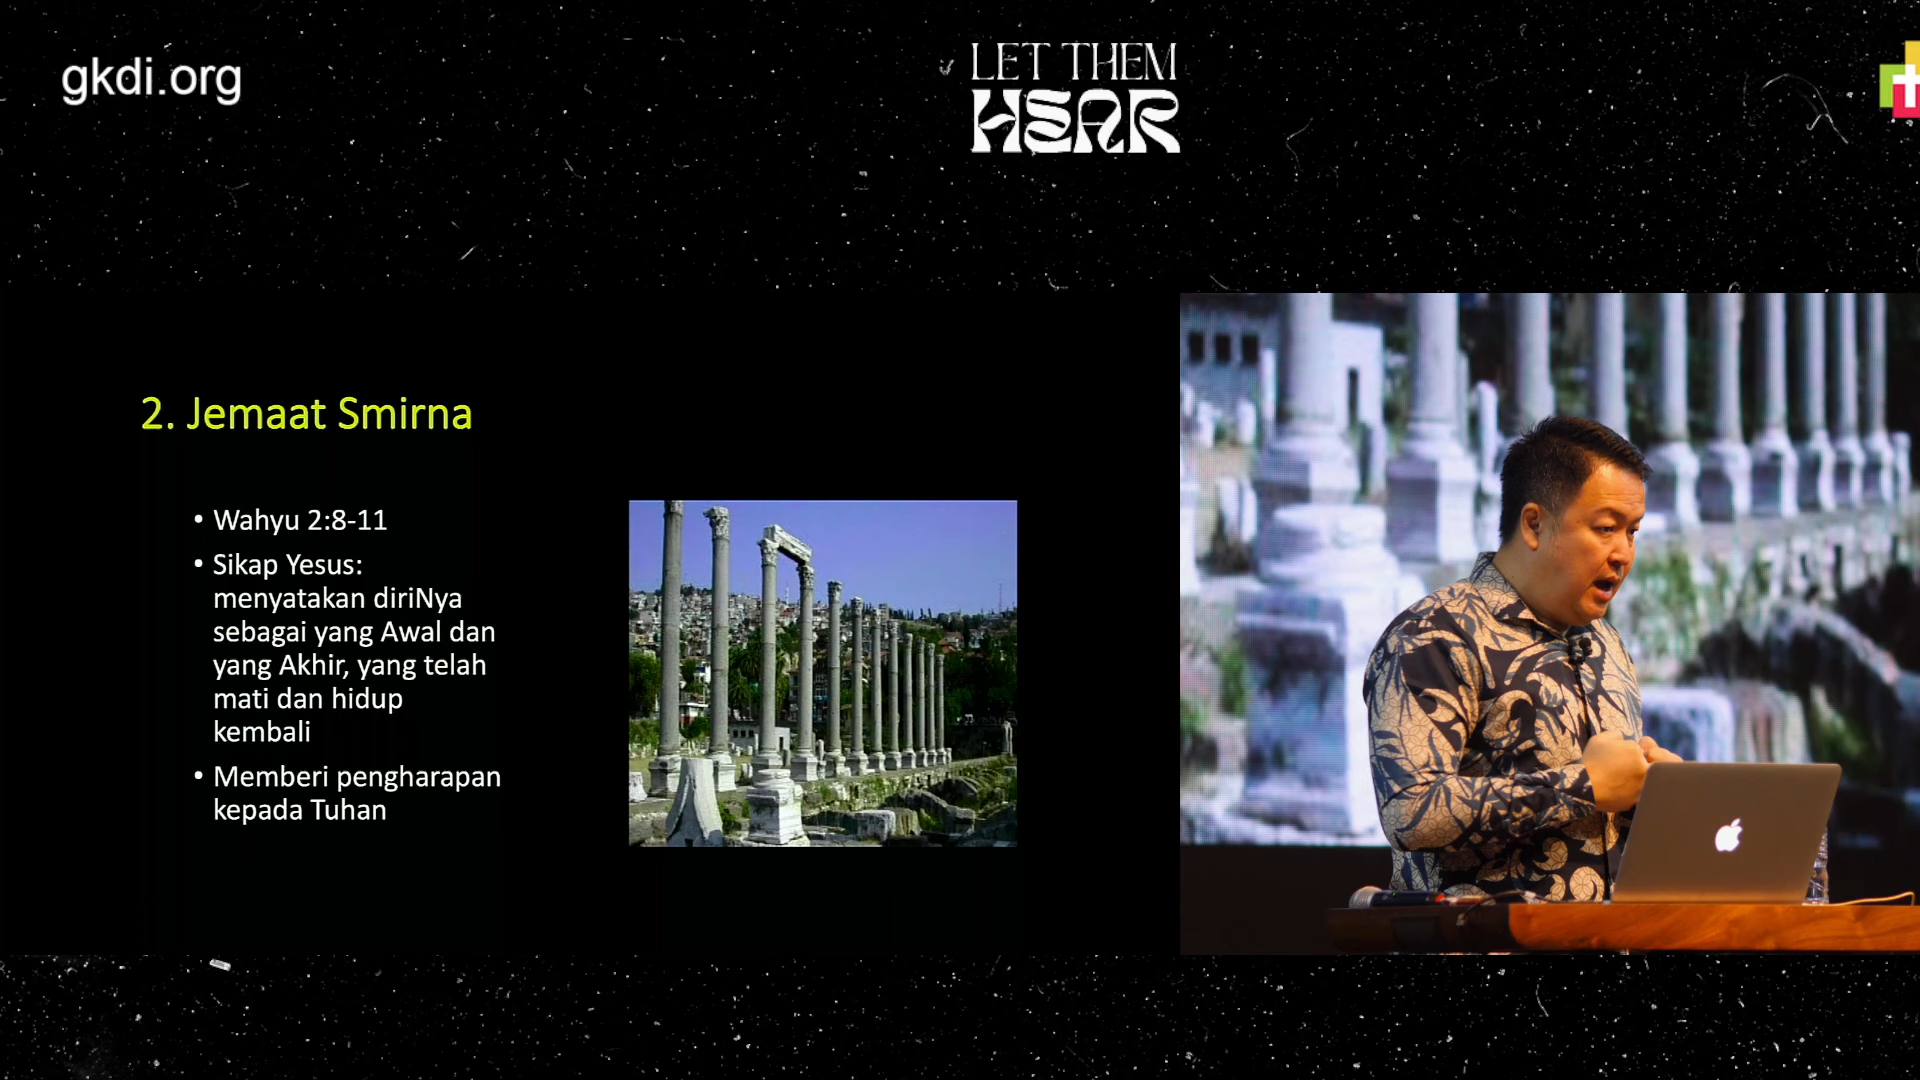 gkdi.org
LET THEM
HEAR
2. Jemaat Smirna
• Wahyu 2:8-11
• Sikap Yesus:
menyatakan diriNya
sebagai yang Awal dan
yang Akhir, yang telah
mati dan hidup
kembali
• Memberi pengharapan
kepada Tuhan